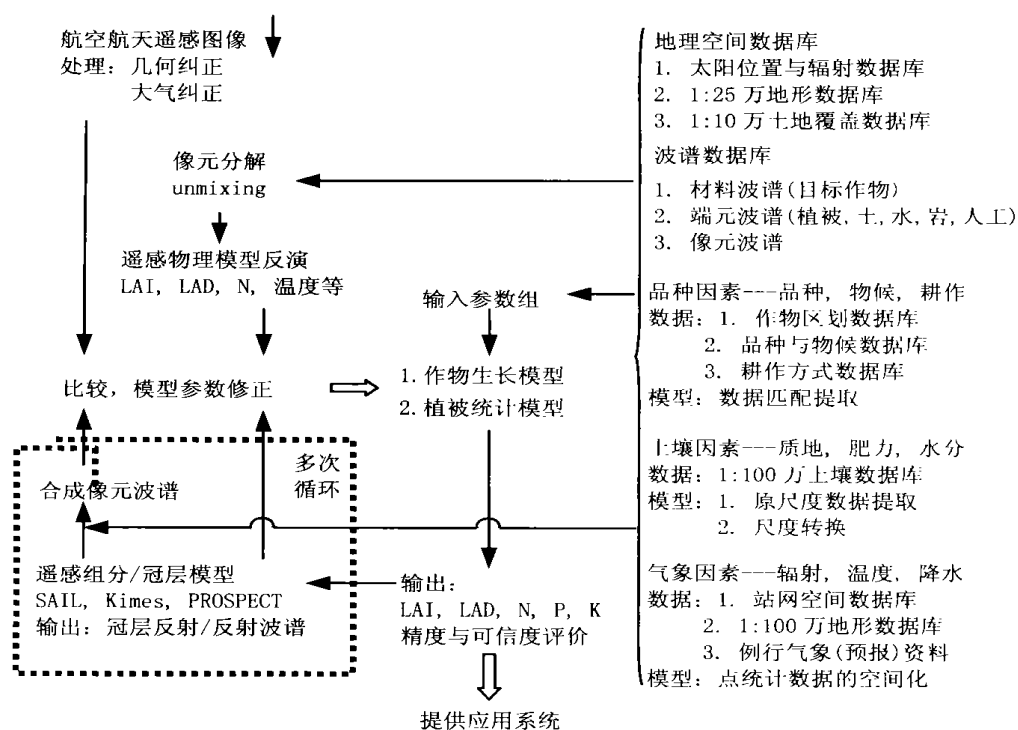 航空航天遥感图像
处理: 几何纠正
大气纠正
像元分解
unmixing
遥感物理模型反演
LAI, LAD, N, 温度等
比较, 模型参数修正
多次
循环
合成像元波谱
遥感组分/冠层模型
SAIL, Kimes, PROSPECT
输出: 冠层反射/反射波谱
输入参数组
1.作物生长模型
2.植被统计模型
输出:
LAI, LAD, N, P, K
精度与可信度评价
提供应用系统
地理空间数据库
1. 太阳位置与辐射数据库
2. 1:25 万地形数据库
3. 1:10 万土地覆盖数据库
波谱数据库
1. 材料波谱(目标作物)
2. 端元波谱(植被,土,水,岩,人工)
3. 像元波谱
品种因素---品种, 物候, 耕作
数据: 1. 作物区划数据库
2. 品种与物候数据库
3. 耕作方式数据库
模型: 数据匹配提取
土壤因素---质地, 肥力, 水分
数据: 1:100 万土壤数据库
模型: 1. 原尺度数据提取
2. 尺度转换
气象因素---辐射, 温度, 降水
数据: 1. 站网空间数据库
2. 1:100 万地形数据库
3. 例行气象(预报)资料
模型: 点统计数据的空间化